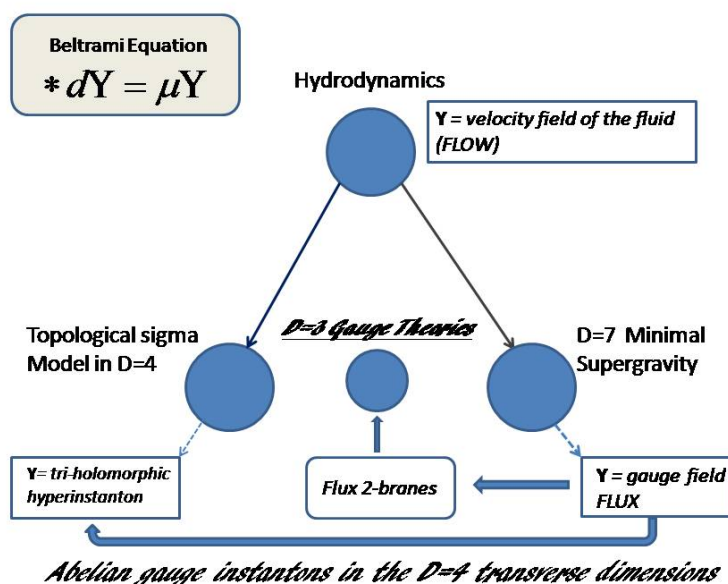 Beltrami Equation
* dY = μY
Hydrodynamics
Y = velocity field of the fluid
(FLOW)
D=3 Gauge Theories
Topological sigma
Model in D=4
D=7 Minimal
Supergravity
Y= tri-holomorphic
hyperinstanton
Flux 2-branes
Y = gauge field
FLUX
Abelian gauge instantons in the D=4 transverse dimensions